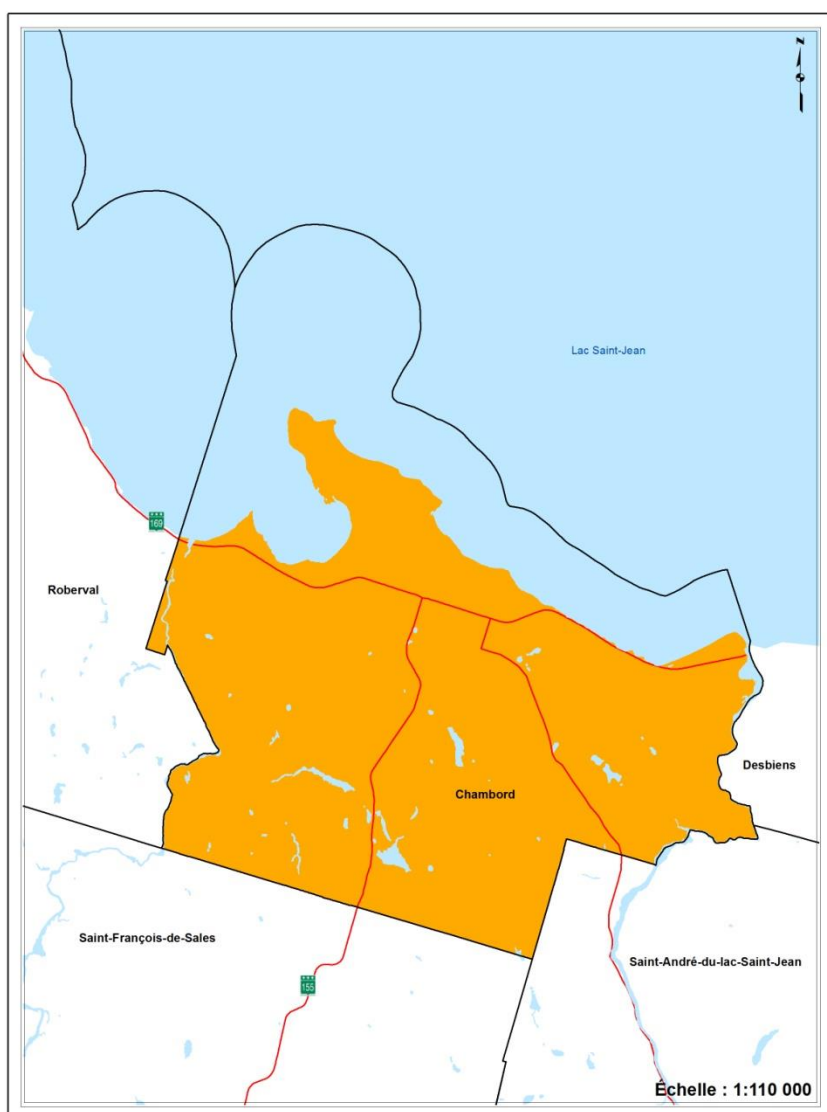 N
Lac Saint-Jean
169
Roberval
Desbiens
Chambord
Saint-François-de-Sales
Saint-André-du-lac-Saint-Jean
155
Échelle : 1:110 000